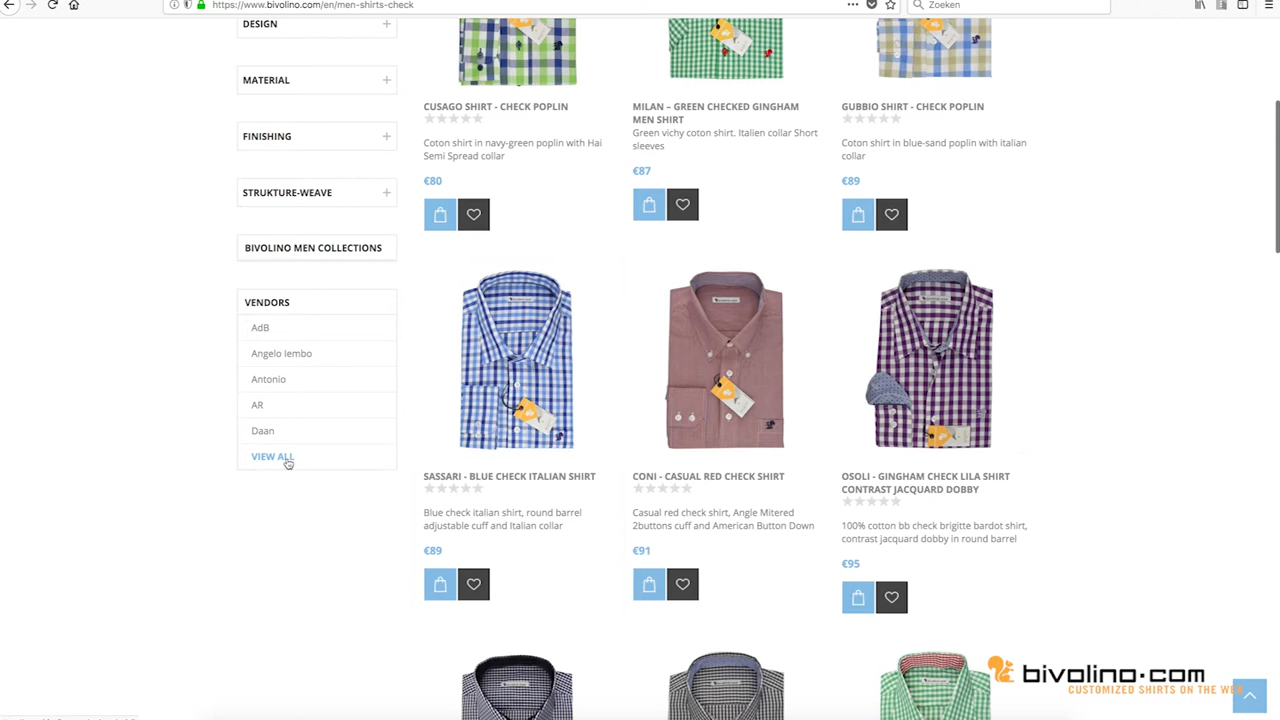 https://www.bivolino.com/en/men-shirts-check
Zoeken
DESIGN
MATERIAL
FINISHING
STRUKTURE-WEAVE
BIVOLINO MEN COLLECTIONS
VENDORS
AdB
Angelo Iembo
Antonio
AR
Daan
VIEW ALL
CUSAGO SHIRT - CHECK POPLIN
Coton shirt in navy-green poplin with Hai
Semi Spread collar
€80
MILAN – GREEN CHECKED GINGHAM
MEN SHIRT
Green vichy coton shirt. Italien collar Short
sleeves
€87
GUBBIO SHIRT - CHECK POPLIN
Coton shirt in blue-sand poplin with italian
collar
€89
SASSARI - BLUE CHECK ITALIAN SHIRT
Blue check italian shirt, round barrel
adjustable cuff and Italian collar
€89
CONI - CASUAL RED CHECK SHIRT
Casual red check shirt, Angle Mitered
2buttons cuff and American Button Down
€91
OSOLI - GINGHAM CHECK LILA SHIRT
CONTRAST JACQUARD DOBBY
100% cotton bb check brigitte bardot shirt,
contrast jacquard dobby in round barrel
€95
bivolino.com
CUSTOMIZED SHIRTS ON THE WEB